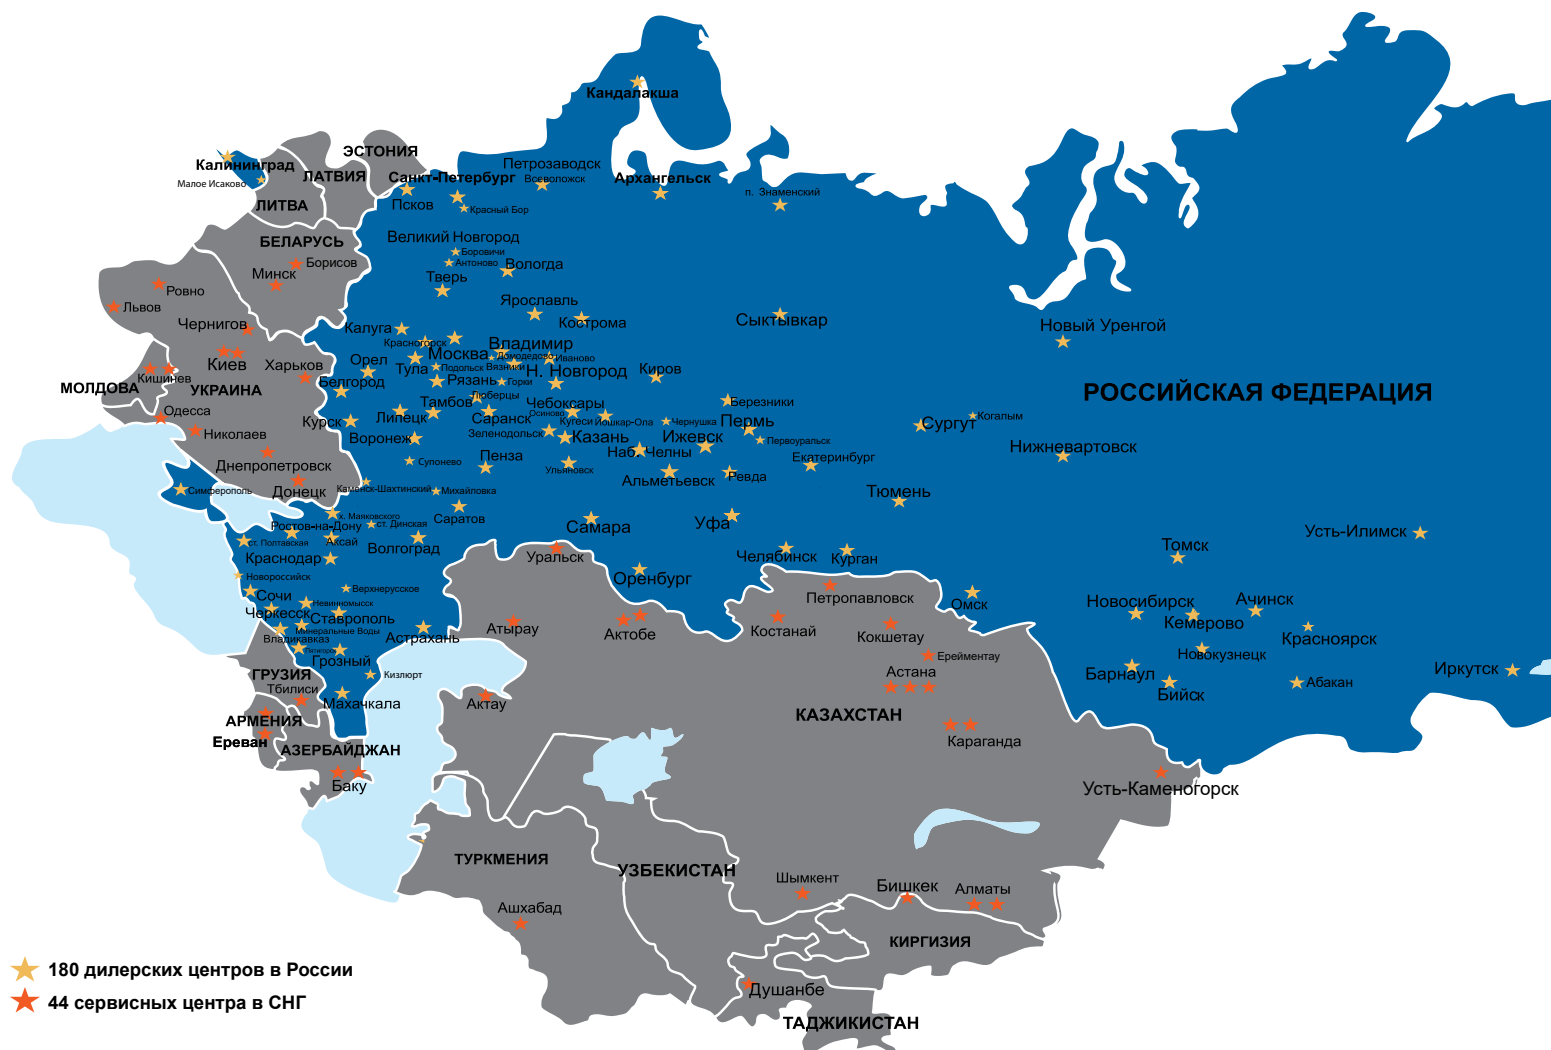 Кандалакша
ЭСТОНИЯ
Калининград
Петрозаводск
ЛАТВИЯ
Санкт-Петербург
Всеволожск
Архангельск
Малое Исаково
п. Знаменский
ЛИТВА
Псков
Красный Бор
БЕЛАРУСЬ
Великий Новгород
Боровичи
Борисов
Антоново
Вологда
Минск
Тверь
Ровно
Ярославль
Львов
Чернигов
Калуга
Кострома
Сыктывкар
Новый Уренгой
Красногорск
Владимир
Москва
Домодедово
Иваново
Киев
Харьков
Орел
Тула
Подольск
Вязники
Н. Новгород
Киров
Кишинев
Белгород
Рязань
Горки
МОЛДОВА
УКРАИНА
РОССИЙСКАЯ ФЕДЕРАЦИЯ
Люберцы
Тамбов
Чебоксары
Березники
Одесса
Курск
Липецк
Саранск
Осиново
Кугеси
Йошкар-Ола
Чернушка
Пермь
Сургут
Когалым
Николаев
Воронеж
Зеленодольск
Казань
Ижевск
Первоуральск
Нижневартовск
Днепропетровск
Супонево
Пенза
Ульяновск
Наб. Челны
Екатеринбург
Альметьевск
Ревда
Симферополь
Донецк
Каменск-Шахтинский
Михайловка
Тюмень
х. Маяковского
Саратов
Ростов-на-Дону
ст. Динская
Самара
Уфа
Усть-Илимск
ст. Полтавская
Аксай
Волгоград
Томск
Краснодар
Уральск
Челябинск
Курган
Новороссийск
Оренбург
Верхнерусское
Сочи
Петропавловск
Омск
Новосибирск
Ачинск
Невинномысск
Черкесск
Ставрополь
Кемерово
Минеральные Воды
Атырау
Актобе
Костанай
Кокшетау
Красноярск
Владикавказ
Астрахань
Пятигорск
Новокузнецк
Грозный
Ерейментау
ГРУЗИЯ
Кизлюрт
Астана
Барнаул
Иркутск
Тбилиси
Бийск
Абакан
Махачкала
Актау
АРМЕНИЯ
КАЗАХСТАН
Ереван
АЗЕРБАЙДЖАН
Караганда
Баку
Усть-Каменогорск
ТУРКМЕНИЯ
УЗБЕКИСТАН
Шымкент
Бишкек
Алматы
Ашхабад
КИРГИЗИЯ
180 дилерских центров в России
Душанбе
44 сервисных центра в СНГ
ТАДЖИКИСТАН